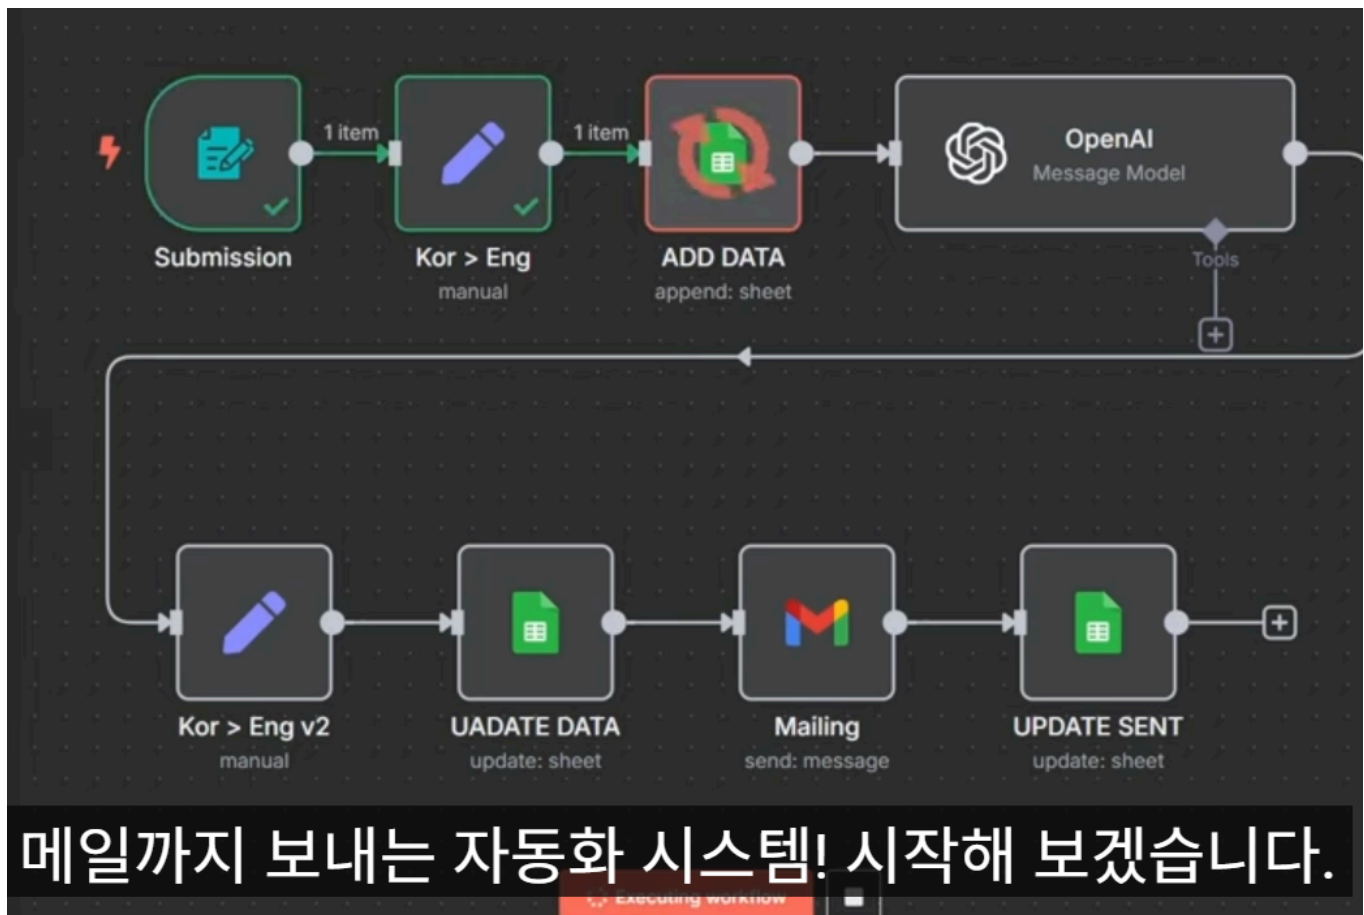 1 item
1 item
OpenAI
Message Model
Submission
Kor > Eng
manual
ADD DATA
append: sheet
Tools
Kor > Eng v2
manual
UADATE DATA
update: sheet
Mailing
send: message
UPDATE SENT
update: sheet
메일까지 보내는 자동화 시스템! 시작해 보겠습니다.
Executing workflow